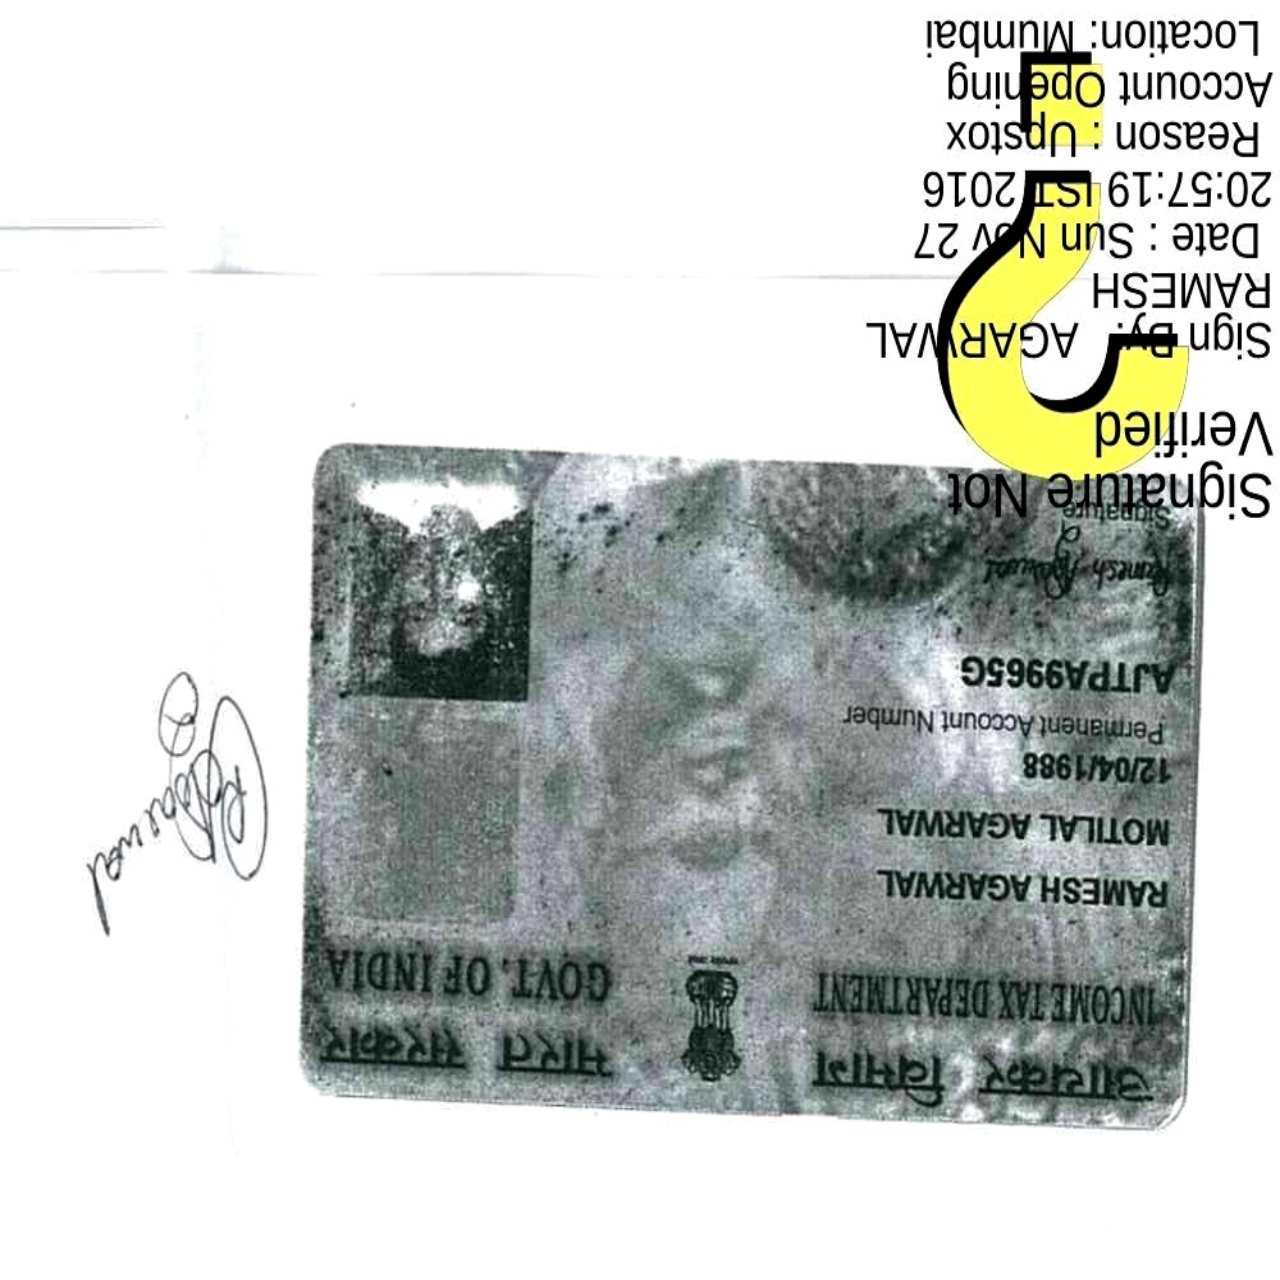 आयकर विभाग भारत सरकार
INCOME TAX DEPARTMENT GOVT. OF INDIA
RAMESH AGARWAL
MOTILAL AGARWAL
12/04/1988
Permanent Account Number
AJTPA9965G
Ramesh Agarwal
Signature
Signature Not
Verified
Sign By: AGARWAL
RAMESH
Date : Sun Nov 27
20:57:19 IST 2016
Reason : Upstox
Account Opening
Location: Mumbai